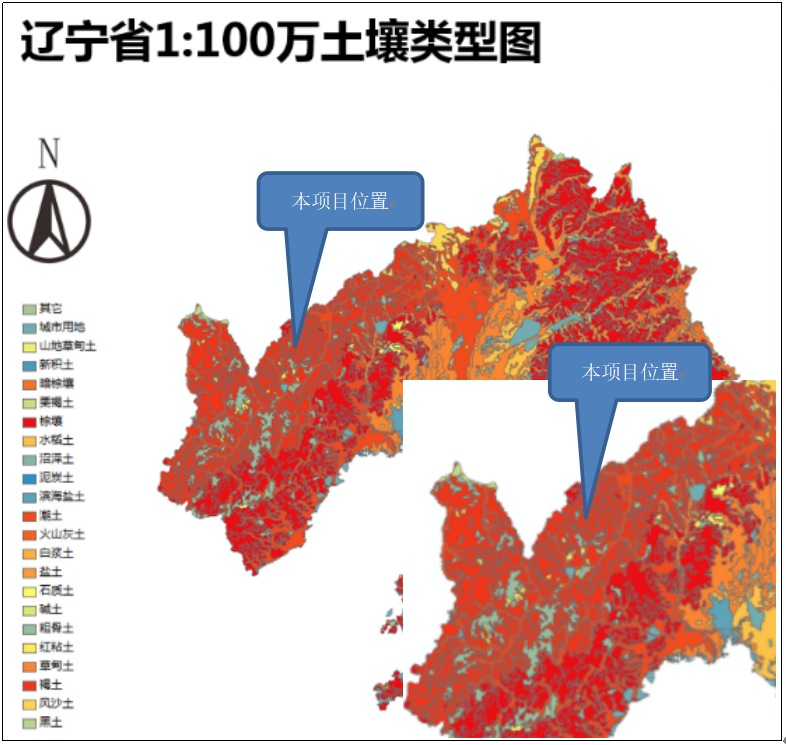 辽宁省1:100万土壤类型图
N
本项目位置
本项目位置
其它
城市用地
山地草甸土
新积土
暗棕壤
栗褐土
棕壤
水稻土
沼泽土
泥炭土
滨海盐土
潮土
火山灰土
白浆土
盐土
石质土
碱土
粗骨土
红粘土
草甸土
褐土
风沙土
黑土